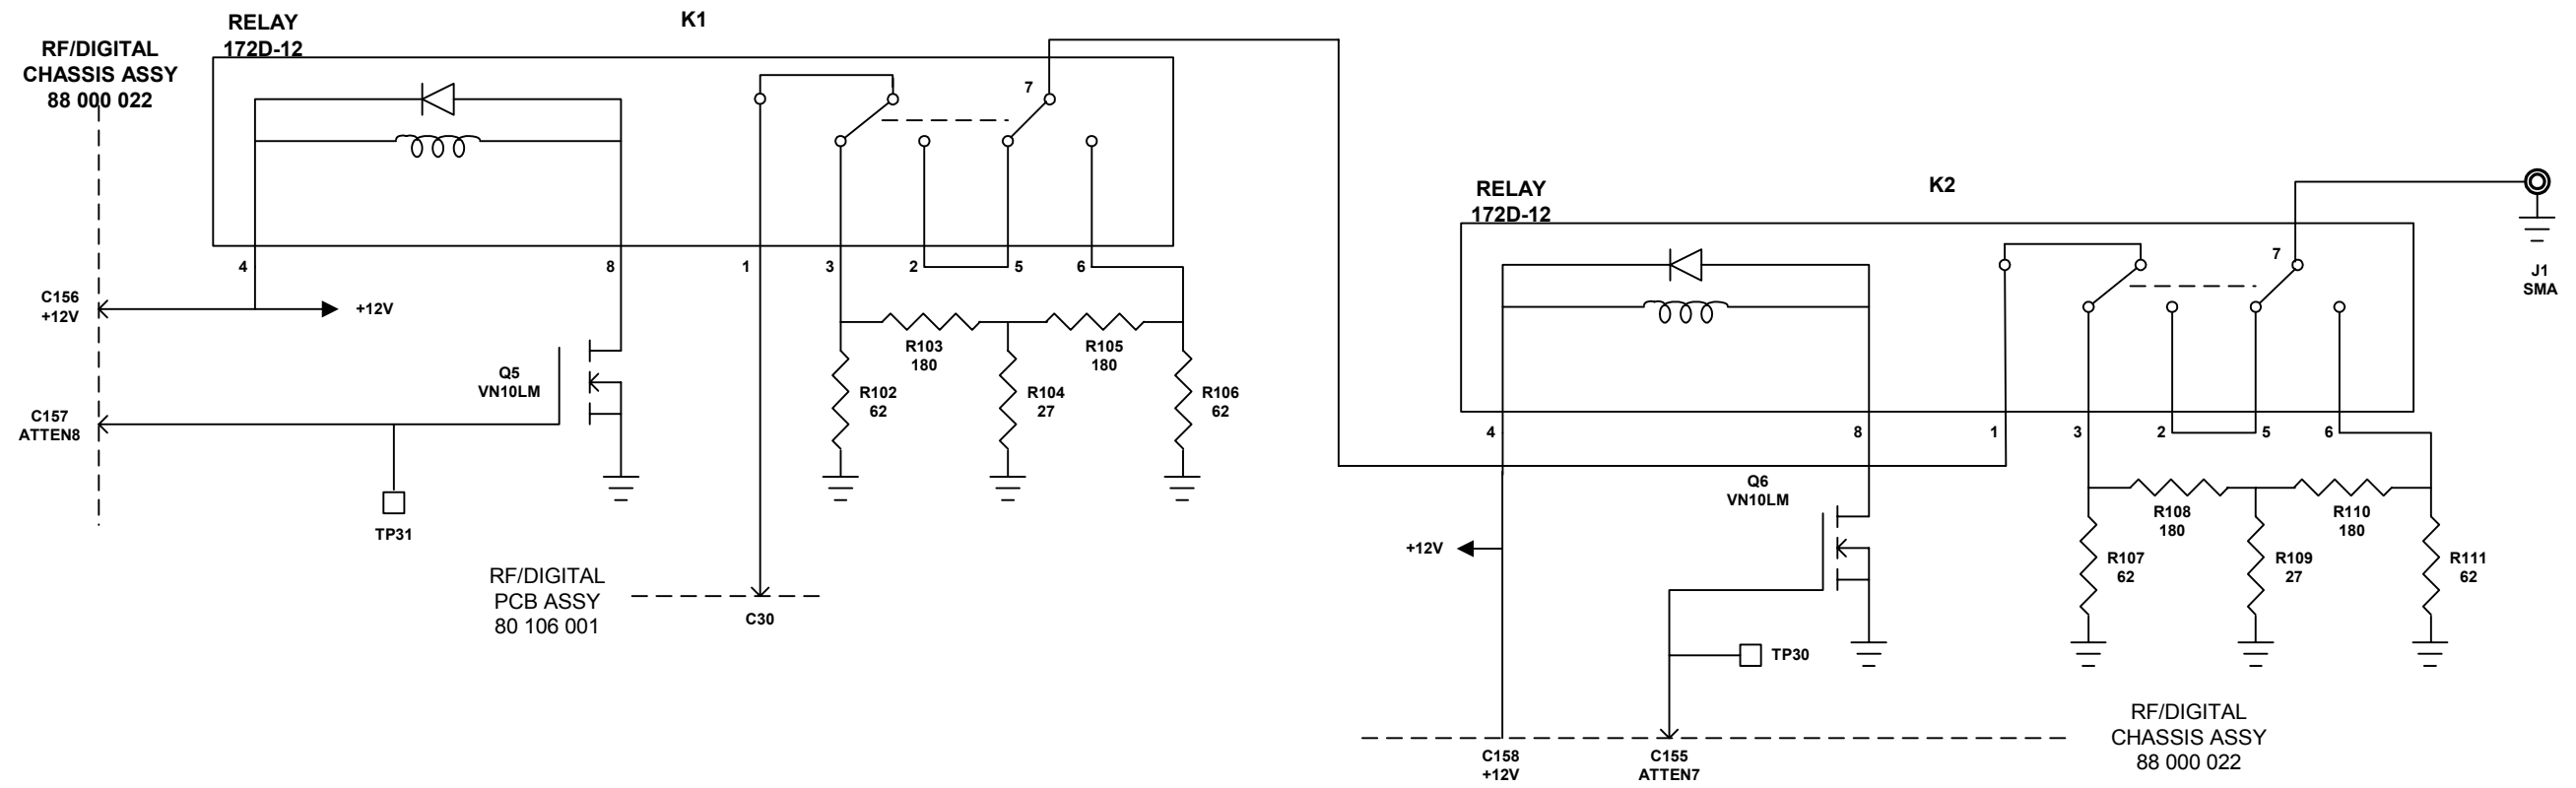 RF/DIGITAL
CHASSIS ASSY
88 000 022
RELAY
172D-12
K1
7
4
8
1
3
2
5
6
C156
+12V
+12V
C157
ATTEN8
Q5
VN10LM
TP31
R103
180
R105
180
R102
62
R104
27
R106
62
RF/DIGITAL
PCB ASSY
80 106 001
C30
RELAY
172D-12
K2
7
J1
SMA
4
8
1
3
2
5
6
Q6
VN10LM
+12V
TP30
R108
180
R110
180
R107
62
R109
27
R111
62
C158
+12V
C155
ATTEN7
RF/DIGITAL
CHASSIS ASSY
88 000 022